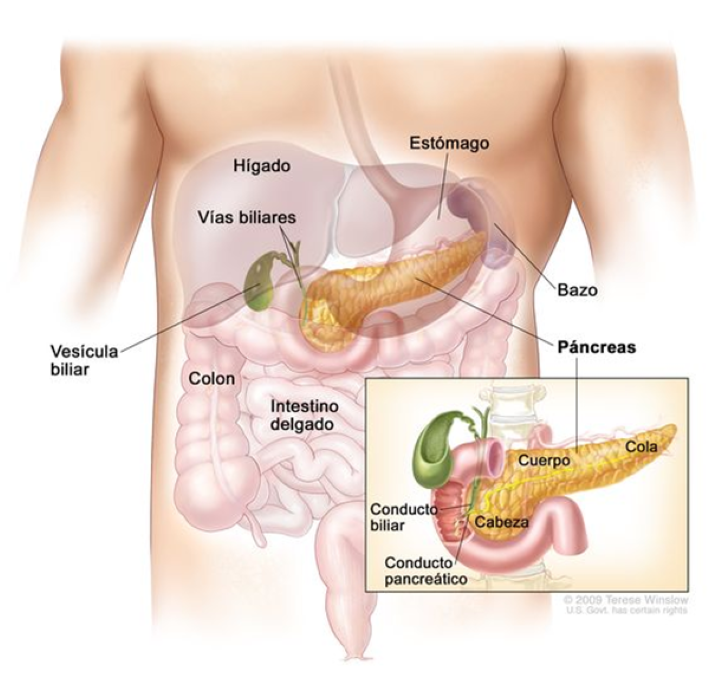 Estómago
Hígado
Vías biliares
Bazo
Vesícula
biliar
Páncreas
Colon
Intestino
delgado
Cola
Cuerpo
Conducto
biliar
Cabeza
Conducto
pancreático
© 2009 Terese Winslow
U.S. Govt. has certain rights